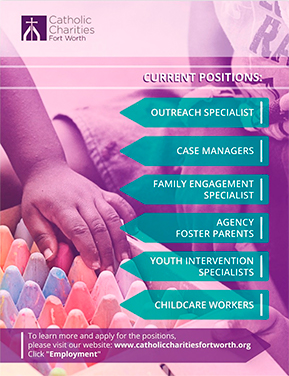 Catholic
Charities
Fort Worth
CURRENT POSITIONS:
OUTREACH SPECIALIST
CASE MANAGERS
FAMILY ENGAGEMENT
SPECIALIST
AGENCY
FOSTER PARENTS
YOUTH INTERVENTION
SPECIALISTS
CHILDCARE WORKERS
To learn more and apply for the positions,
please visit our website: www.catholiccharitiesfortworth.org
Click "Employment"